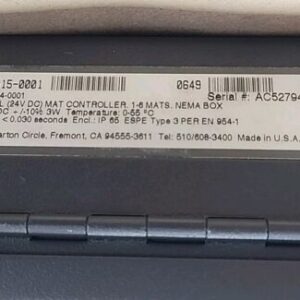 15-0001 0649
4-0001 Serial #: AC52794
(24V DC) MAT CONTROLLER, 1-6 MATS, NEMA BOX
DC +/-10% 3W Temperature: 0-55 °C
< 0.030 seconds Encl.: IP 65 ESPE Type 3 PER EN 954-1
arton Circle, Fremont, CA 94555-3611 Tel: 510/608-3400 Made in U.S.A.